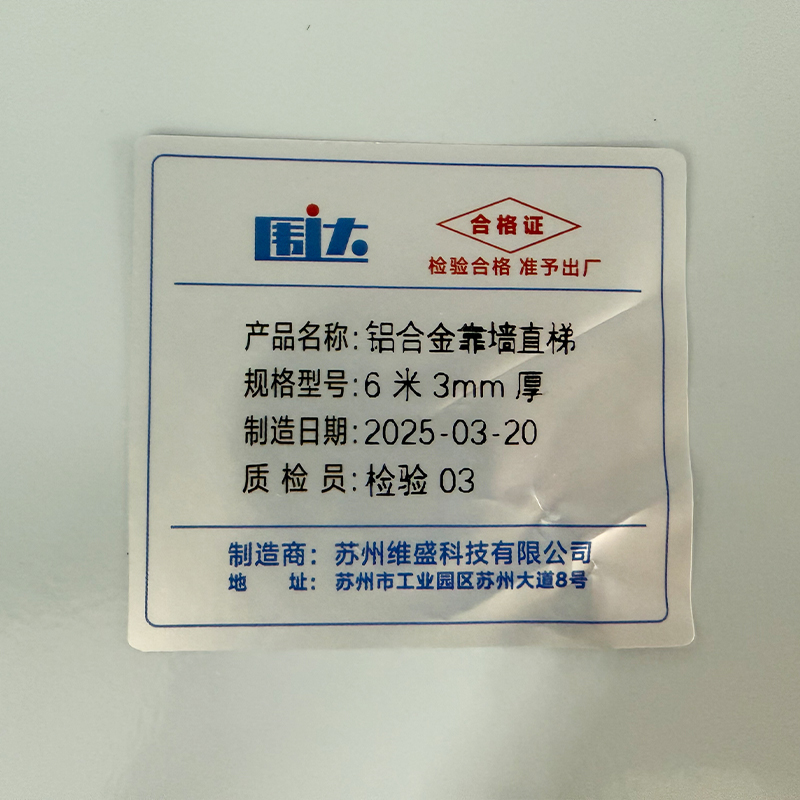 围达
合格证
检验合格 准予出厂
产品名称:铝合金靠墙直梯
规格型号:6 米 3mm 厚
制造日期:2025-03-20
质 检 员:检验 03
制造商：苏州维盛科技有限公司
地 址：苏州市工业园区苏州大道8号